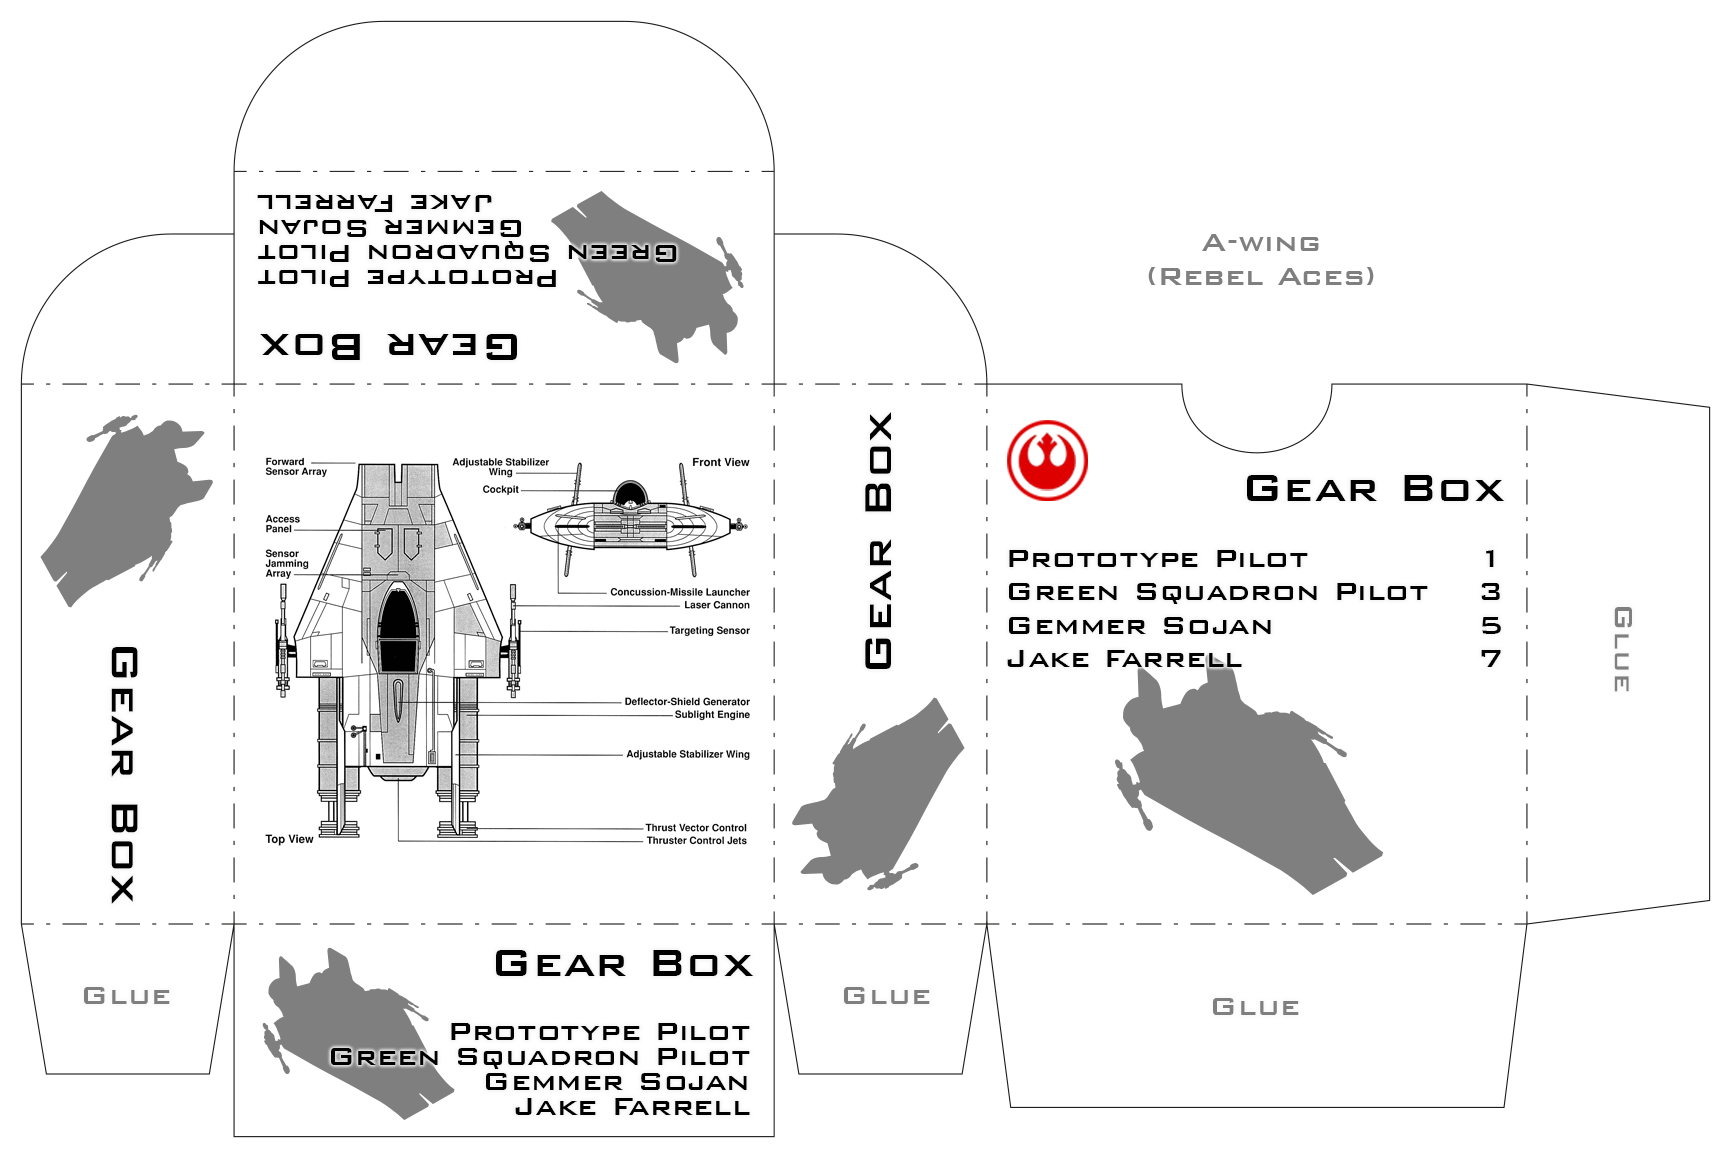 Jake Farrell
Gemmer Sojan
Green Squadron Pilot
Prototype Pilot
Gear Box
A-wing
(Rebel Aces)
Gear Box
Forward
Sensor Array
Access
Panel
Sensor
Jamming
Array
Top View
Adjustable Stabilizer
Wing
Cockpit
Front View
Concussion-Missile Launcher
Laser Cannon
Targeting Sensor
Deflector-Shield Generator
Sublight Engine
Adjustable Stabilizer Wing
Thrust Vector Control
Thruster Control Jets
Gear Box
Gear Box
Prototype Pilot 1
Green Squadron Pilot 3
Gemmer Sojan 5
Jake Farrell 7
Glue
Glue
Gear Box
Prototype Pilot
Green Squadron Pilot
Gemmer Sojan
Jake Farrell
Glue
Glue